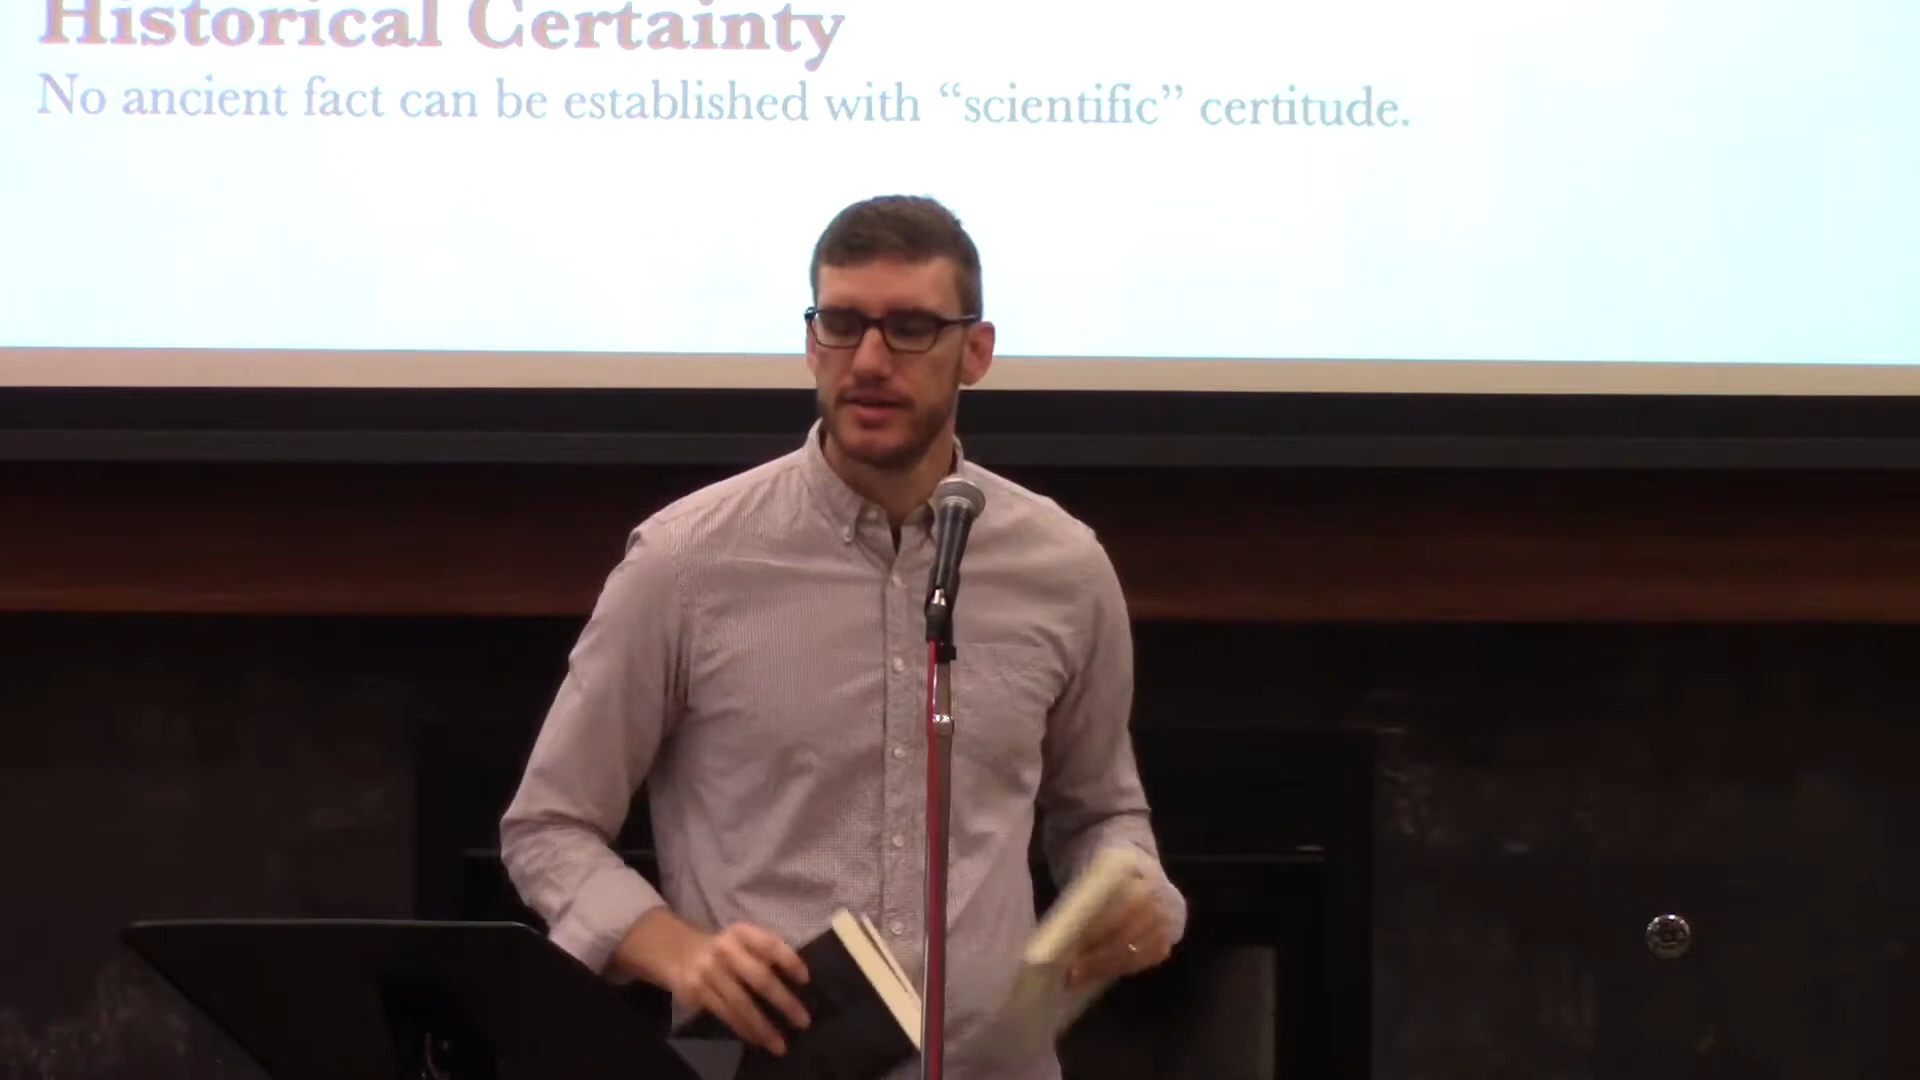 Historical Certainty
No ancient fact can be established with “scientific” certitude.